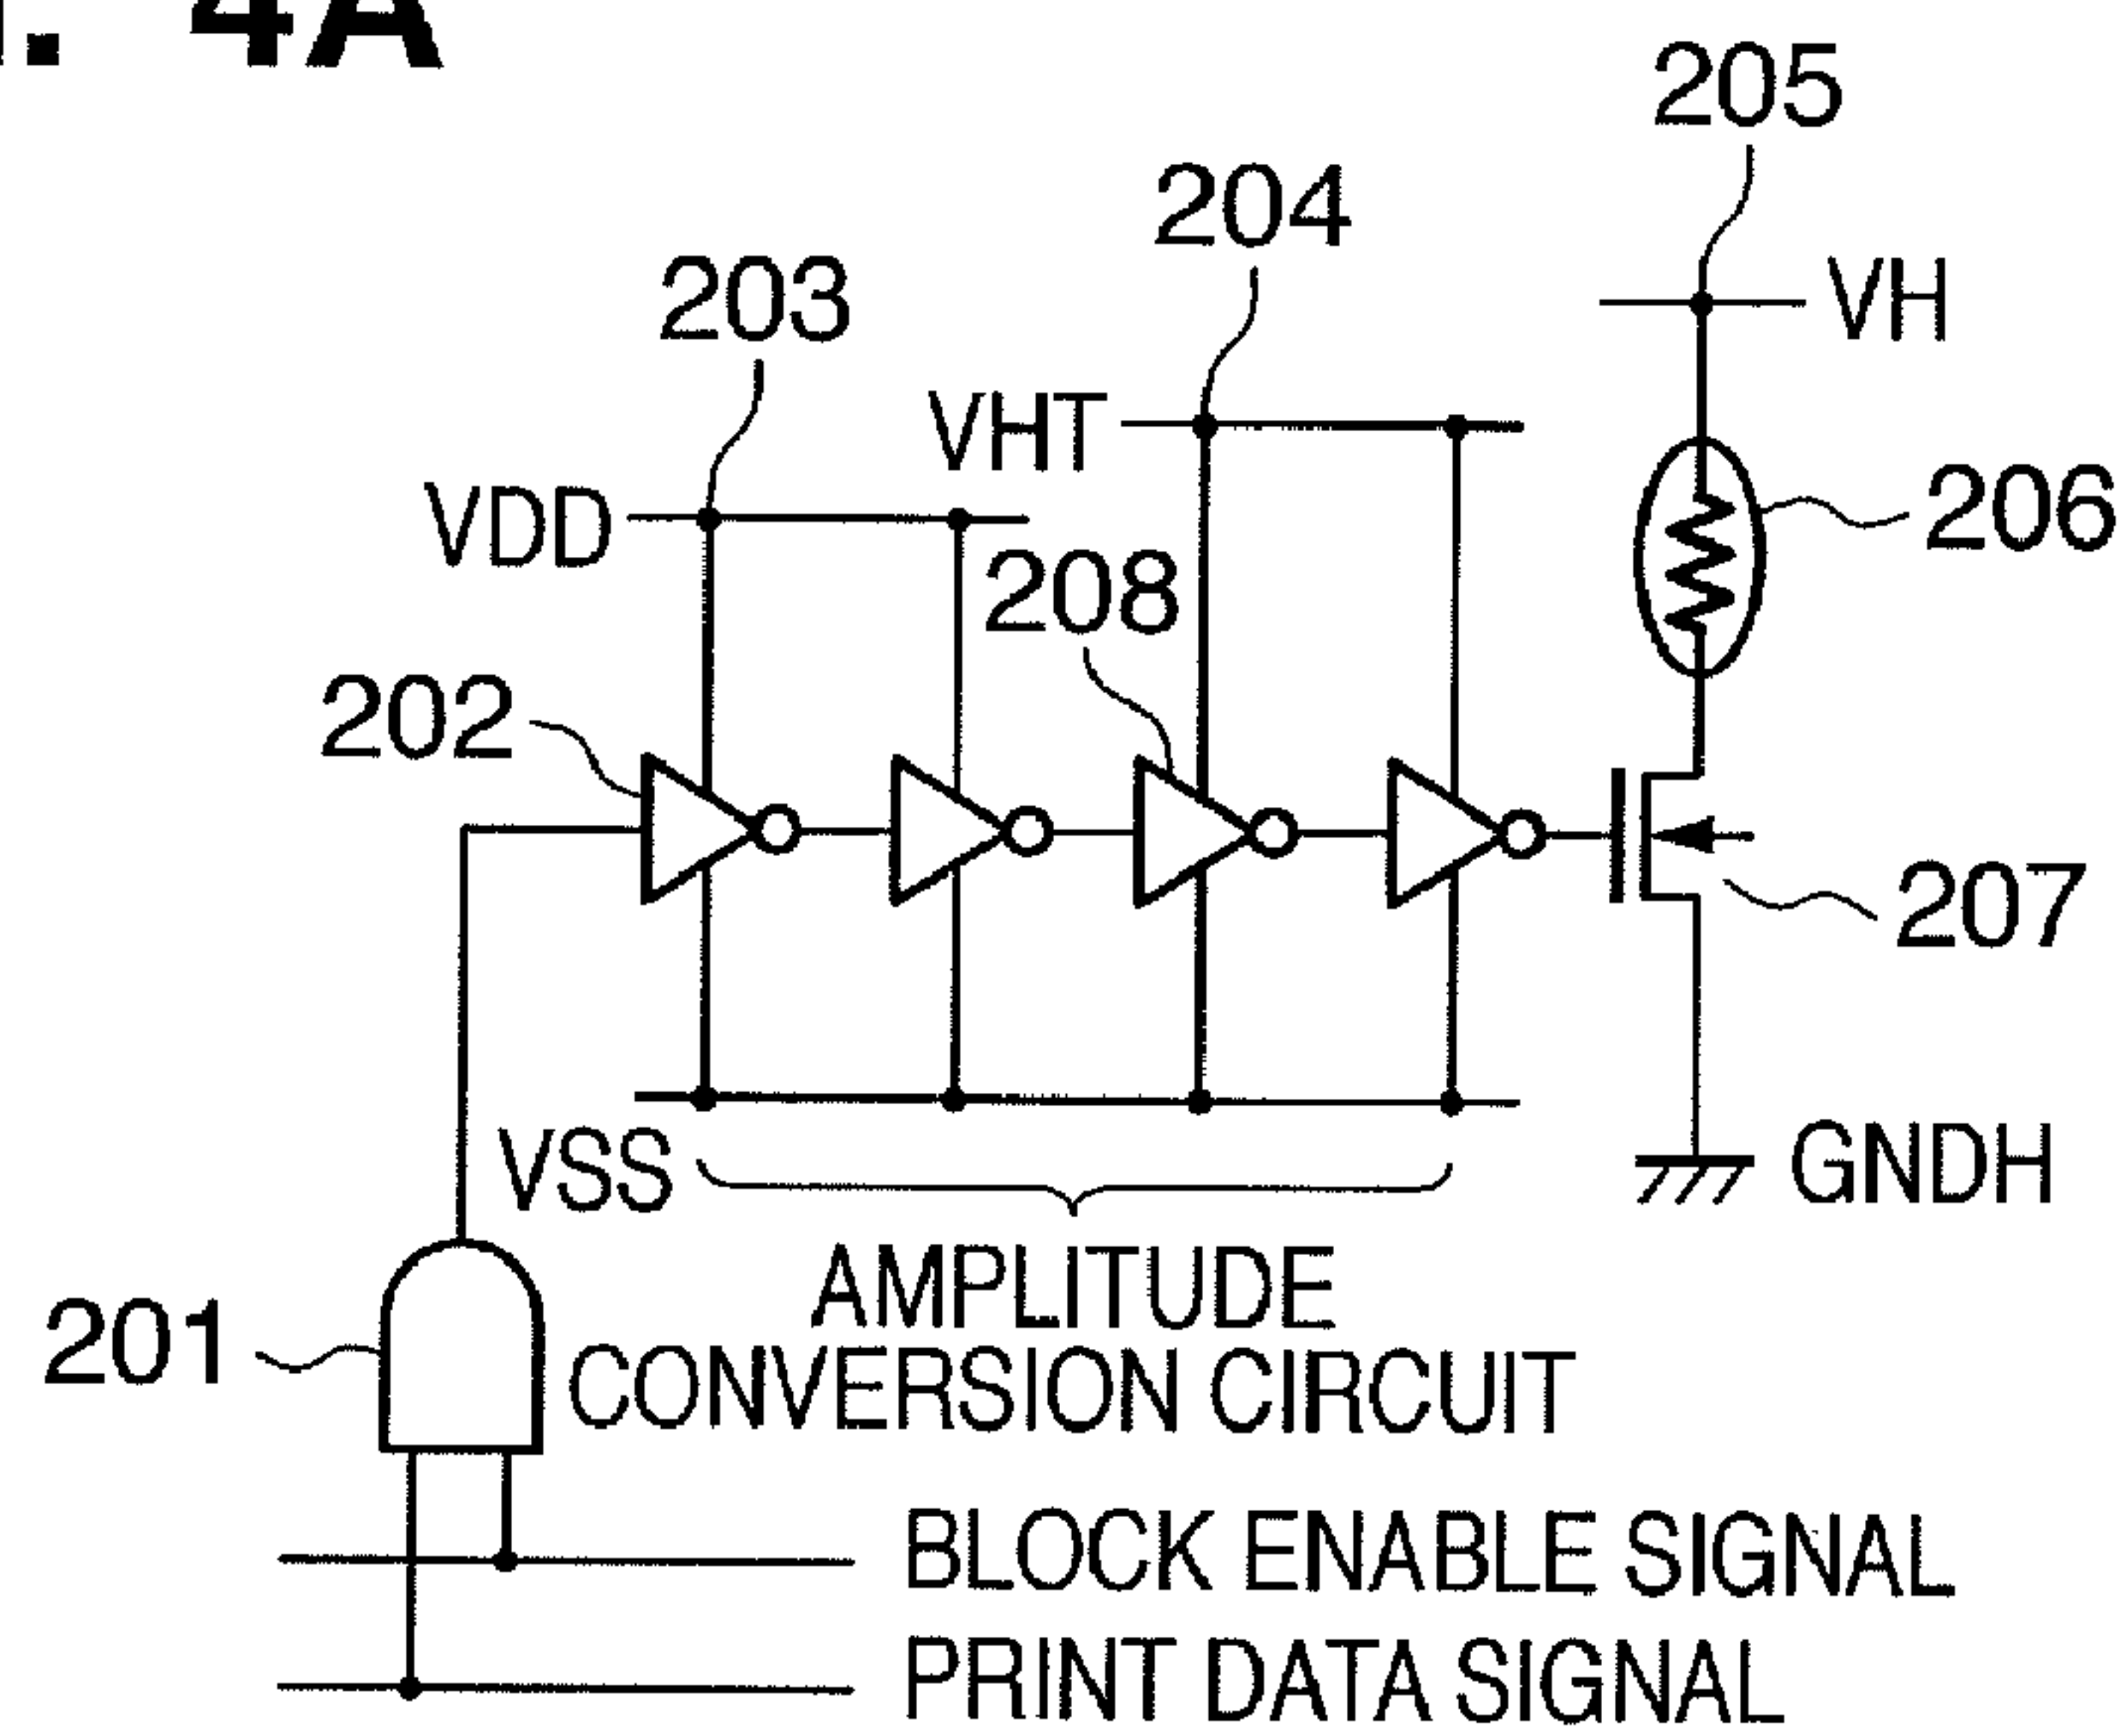 . 4A
205
204
203
VH
VHT
VDD
206
208
202
207
VSS
GNDH
AMPLITUDE
CONVERSION CIRCUIT
201
BLOCK ENABLE SIGNAL
PRINT DATA SIGNAL